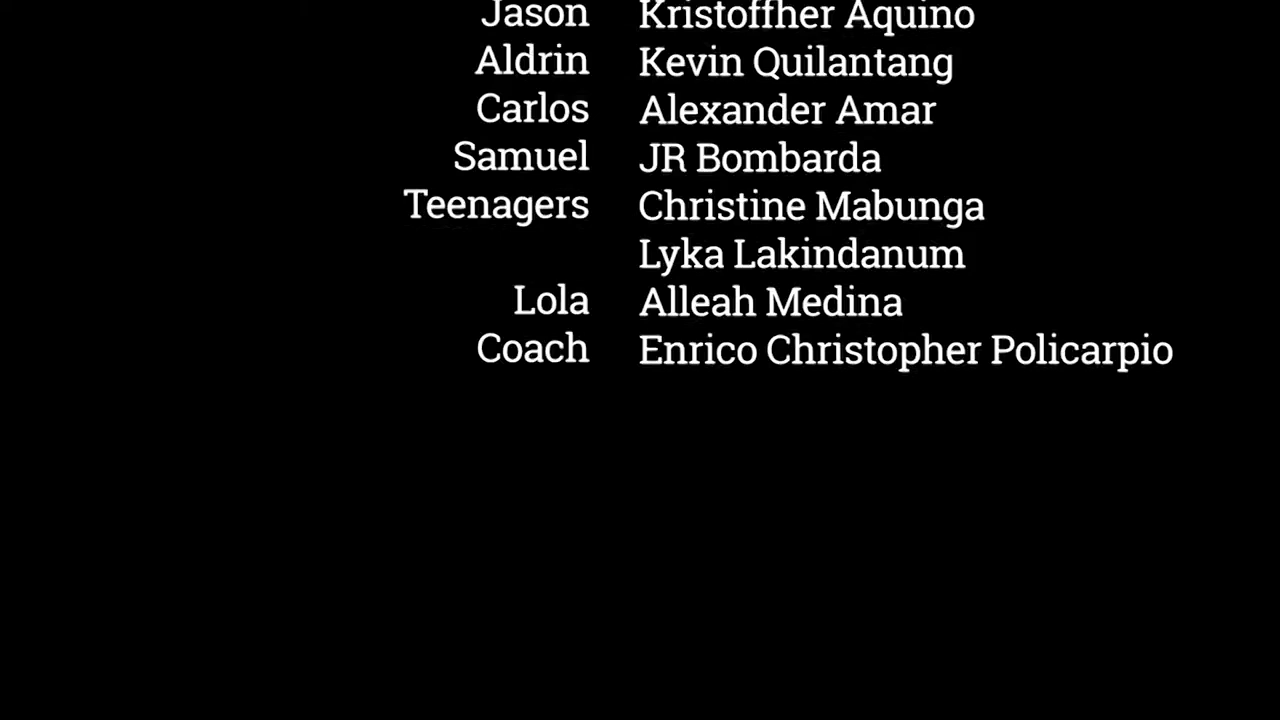 Jason Kristoffher Aquino
Aldrin Kevin Quilantang
Carlos Alexander Amar
Samuel JR Bombarda
Teenagers Christine Mabunga
Lyka Lakindanum
Lola Alleah Medina
Coach Enrico Christopher Policarpio